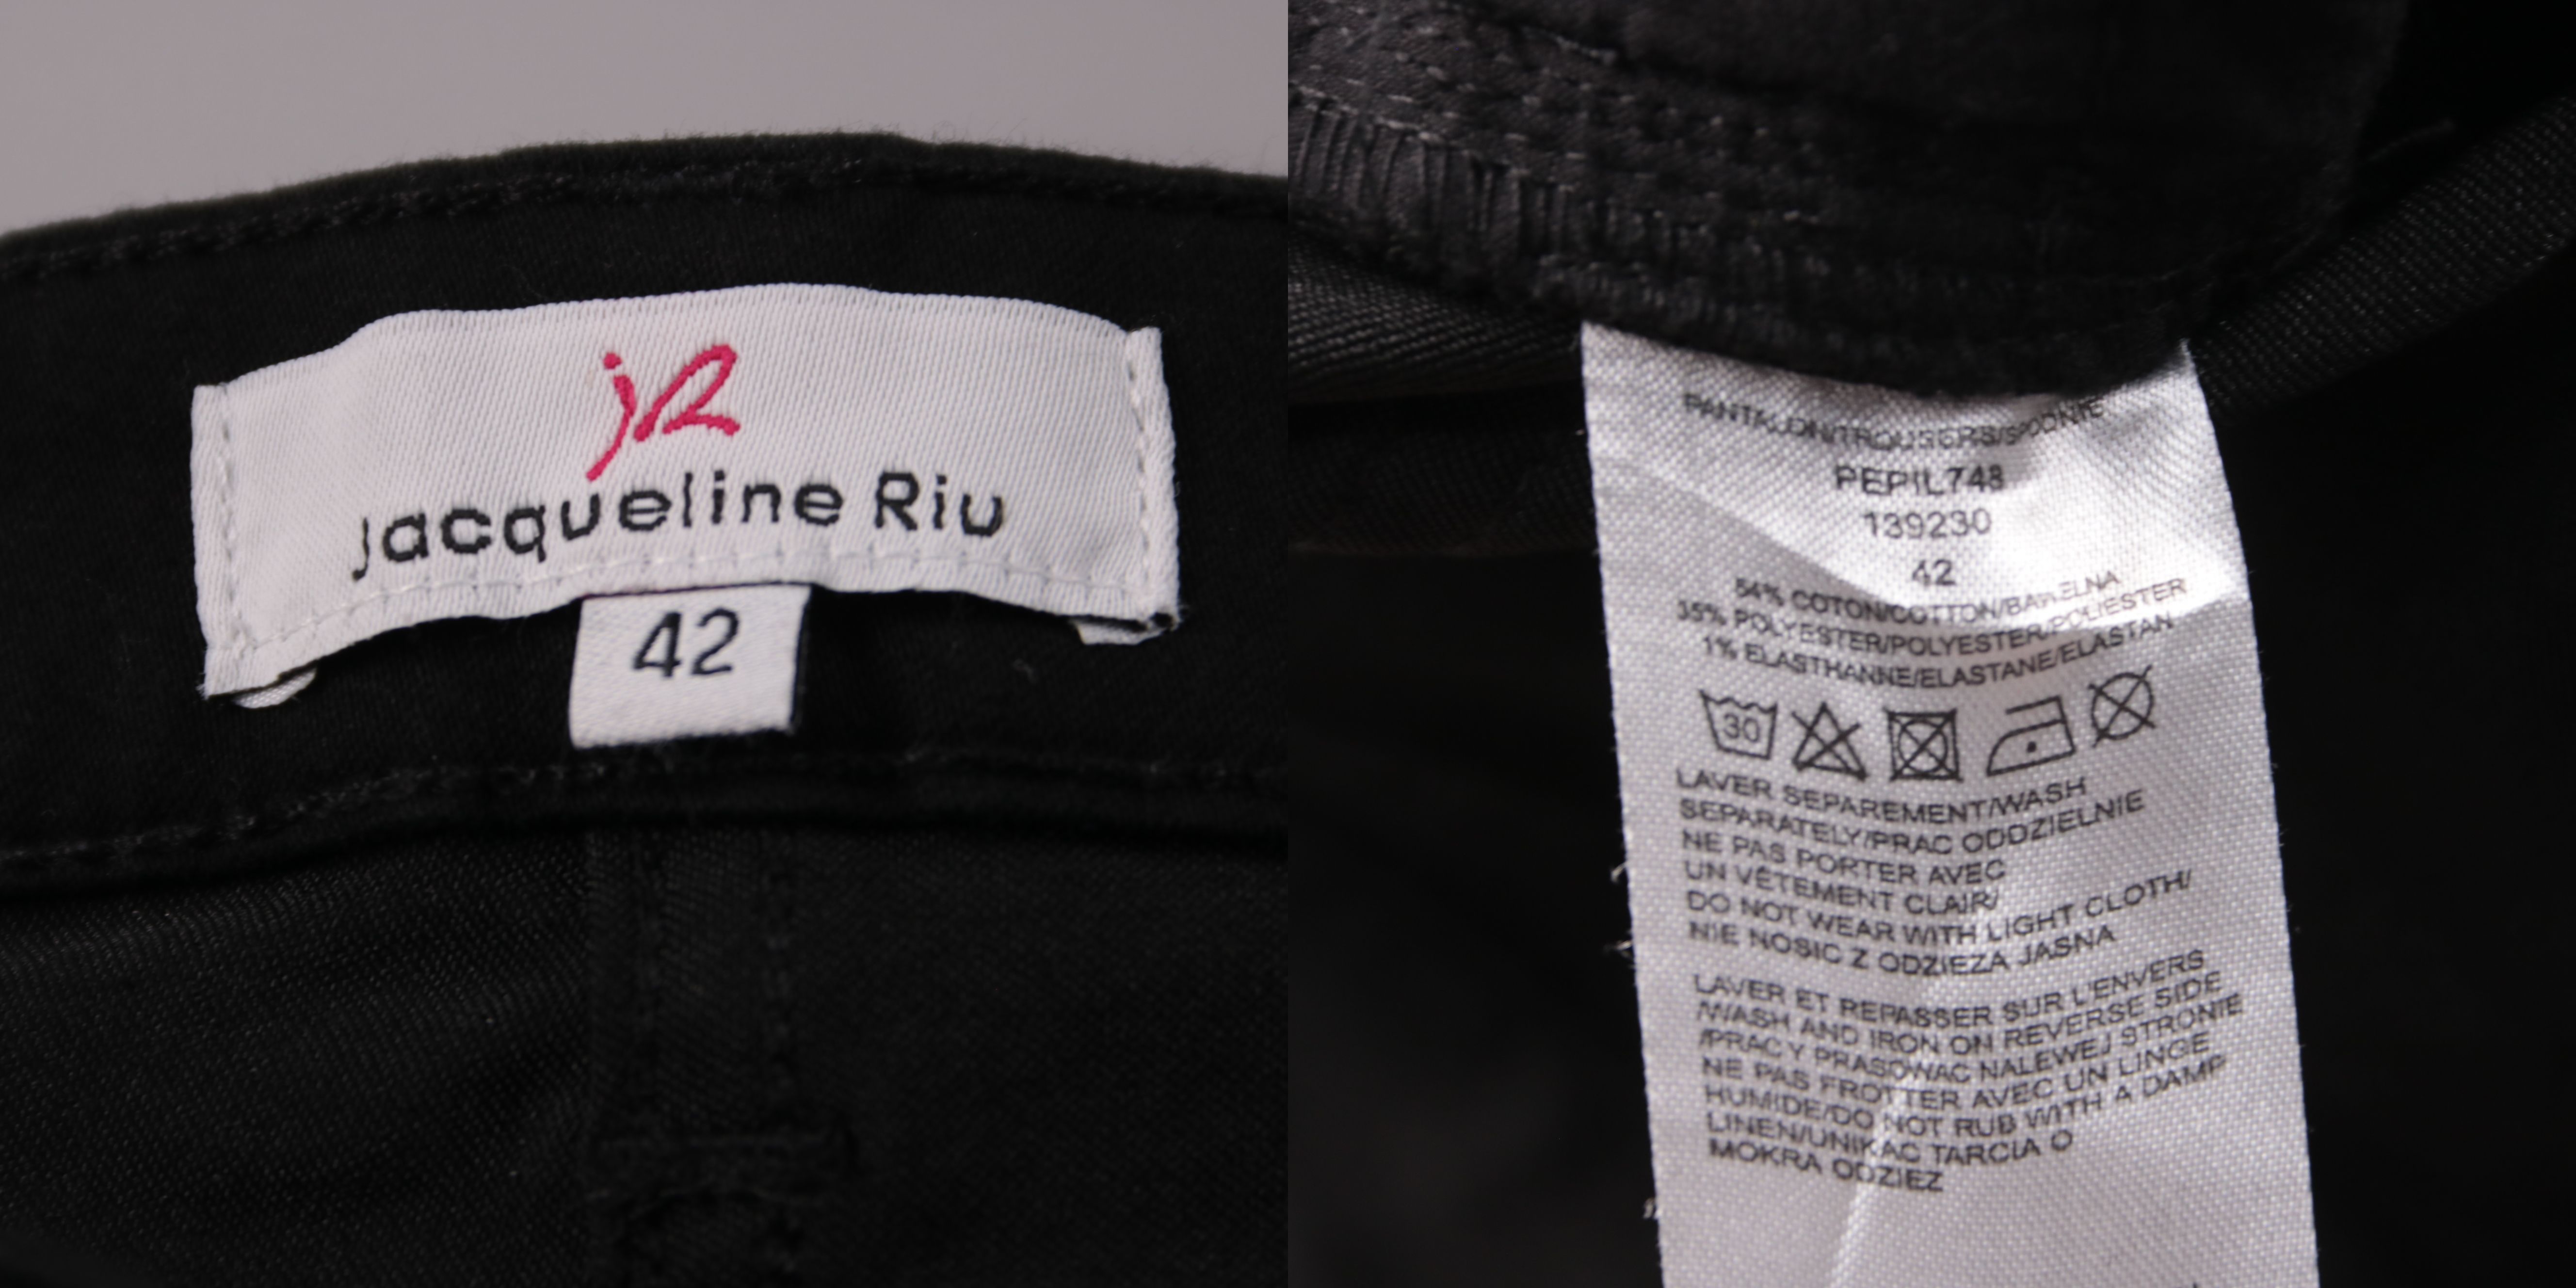 jR
Jacqueline Riu
42
PANTALON/TROUSERS/SPODNIE
PEPIL748
139230
42
64% COTON/COTTON/BAWELNA
35% POLYESTER/POLYESTER/POLIESTER
1% ELASTHANNE/ELASTANE/ELASTAN
30
LAVER SEPAREMENT/WASH
SEPARATELY/PRAC ODDZIELNIE
NE PAS PORTER AVEC
UN VÊTEMENT CLAIR/
DO NOT WEAR WITH LIGHT CLOTH/
NIE NOSIC Z ODZIEZA JASNA
LAVER ET REPASSER SUR L'ENVERS
/WASH AND IRON ON REVERSE SIDE
/PRAC Y PRASOWAC NALEWEJ STRONIE
NE PAS FROTTER AVEC UN LINGE
HUMIDE/DO NOT RUB WITH A DAMP
LINEN/UNIKAC TARCIA O
MOKRA ODZIEZ